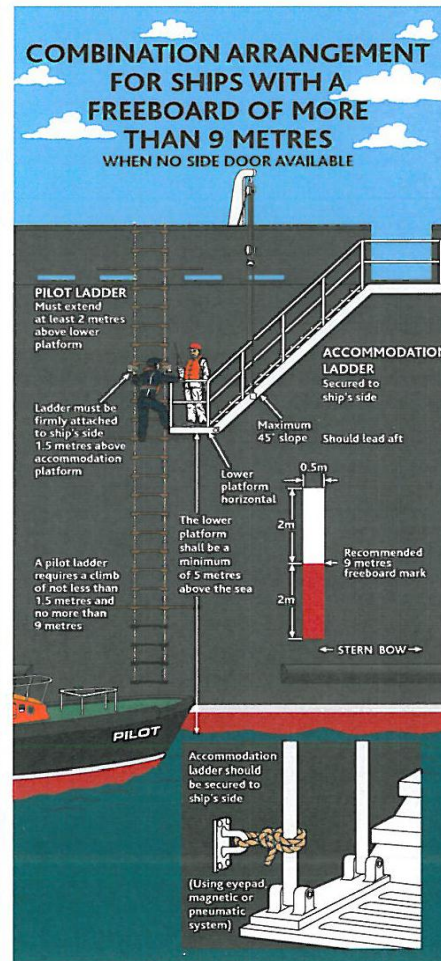 COMBINATION ARRANGEMENT
FOR SHIPS WITH A
FREEBOARD OF MORE
THAN 9 METRES
WHEN NO SIDE DOOR AVAILABLE
PILOT LADDER
Must extend
at least 2 metres
above lower
platform
Ladder must be
firmly attached
to ship's side
1.5 metres above
accommodation
platform
A pilot ladder
requires a climb
of not less than
1.5 metres and
no more than
9 metres
ACCOMMODATION
LADDER
Secured to
ship's side
Maximum
45° slope
Should lead aft
Lower
platform
horizontal
The lower
platform
shall be a
minimum
of 5 metres
above the sea
0.5m
2m
2m
Recommended
9 metres
freeboard mark
STERN BOW
PILOT
Accommodation
ladder should
be secured to
ship's side
(Using eyepad,
magnetic or
pneumatic
system)